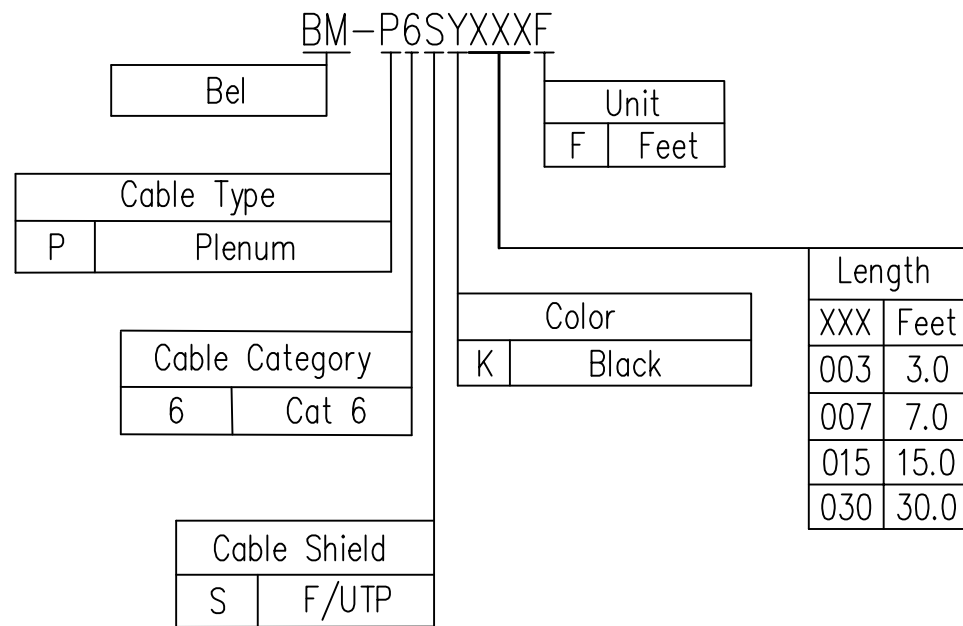 BM-P6SYXXXF
Bel
Unit
F Feet
Cable Type
P Plenum
Length
XXX Feet
003 3.0
007 7.0
015 15.0
030 30.0
Color
K Black
Cable Category
6 Cat 6
Cable Shield
S F/UTP